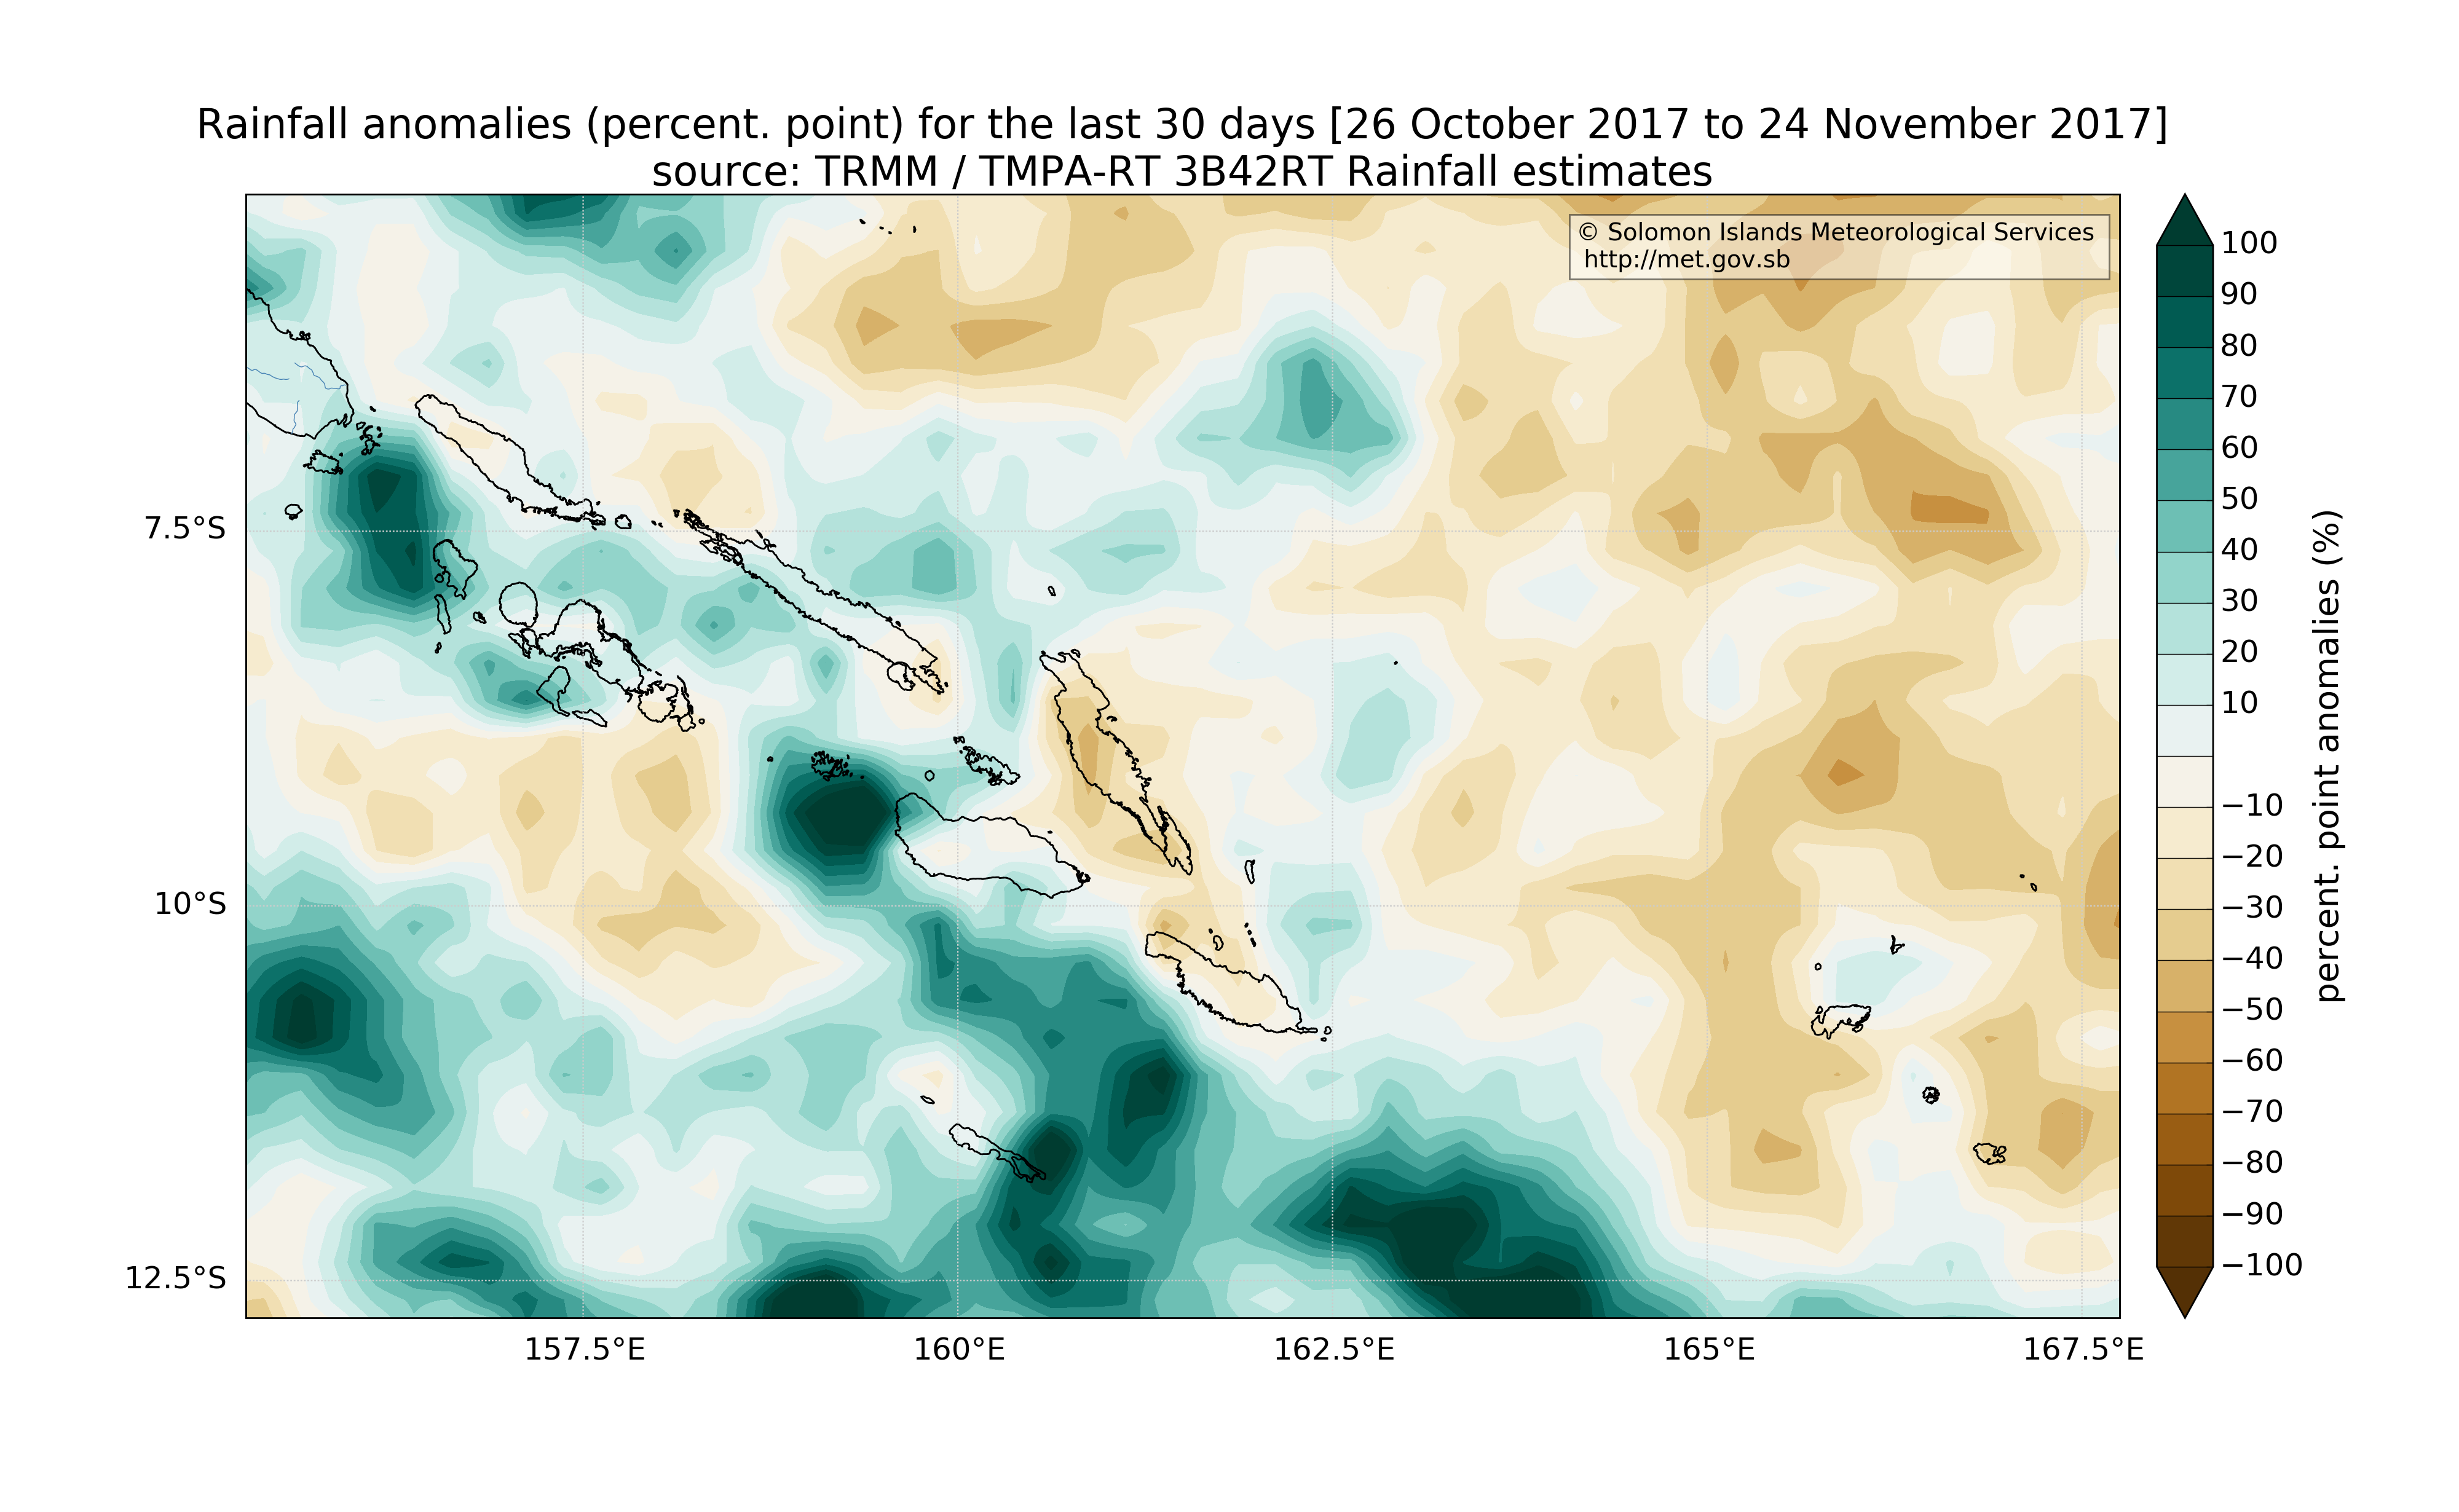 Rainfall anomalies (percent. point) for the last 30 days [26 October 2017 to 24 November 2017]
source: TRMM / TMPA-RT 3B42RT Rainfall estimates
© Solomon Islands Meteorological Services
http://met.gov.sb
7.5°S
10°S
12.5°S
157.5°E
160°E
162.5°E
165°E
167.5°E
100
90
80
70
60
50
40
30
20
10
−10
−20
−30
−40
−50
−60
−70
−80
−90
−100
percent. point anomalies (%)